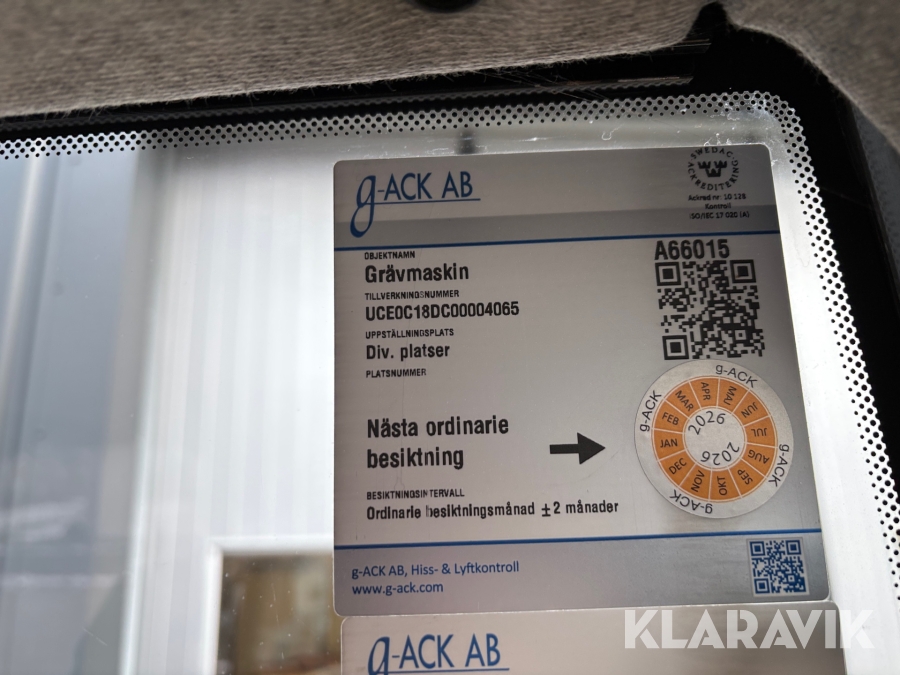 g-ACK AB
SWEDAC
ACKREDITERING
Ackred nr: 10 128
Kontroll
ISO/IEC 17 020 (A)
OBJEKTNAMN
Grävmaskin
A66015
TILLVERKNINGSNUMMER
UCE0C18DC00004065
UPPSTÄLLNINGSPLATS
Div. platser
PLATSNUMMER
Nästa ordinarie
besiktning
g-ACK
g-ACK
g-ACK
g-ACK
JAN
FEB
MAR
APR
MAJ
JUN
JUL
AUG
SEP
OKT
NOV
DEC
2026
2026
BESIKTNINGSINTERVALL
Ordinarie besiktningsmånad ±2 månader
g-ACK AB, Hiss- & Lyftkontroll
www.g-ack.com
KLARAVIK
g-ACK AB